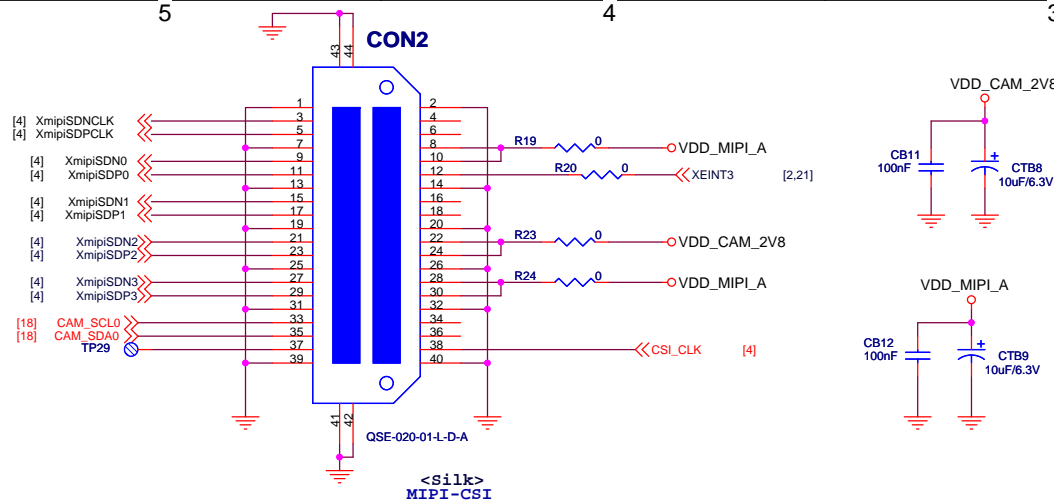 5 4 3
CON2
43 44
1 2
3 4
5 6
7 8
9 10
11 12
13 14
15 16
17 18
19 20
21 22
23 24
25 26
27 28
29 30
31 32
33 34
35 36
37 38
39 40
41 42
[4] XmipiSDNCLK
[4] XmipiSDPCLK
[4] XmipiSDN0
[4] XmipiSDP0
[4] XmipiSDN1
[4] XmipiSDP1
[4] XmipiSDN2
[4] XmipiSDP2
[4] XmipiSDN3
[4] XmipiSDP3
[18] CAM_SCL0
[18] CAM_SDA0
TP29
R19 0 VDD_MIPI_A
R20 0 XEINT3 [2,21]
R23 0 VDD_CAM_2V8
R24 0 VDD_MIPI_A
CSI_CLK [4]
QSE-020-01-L-D-A
<Silk>
MIPI-CSI
VDD_CAM_2V8
CB11
100nF
+
CTB8
10uF/6.3V
VDD_MIPI_A
CB12
100nF
+
CTB9
10uF/6.3V